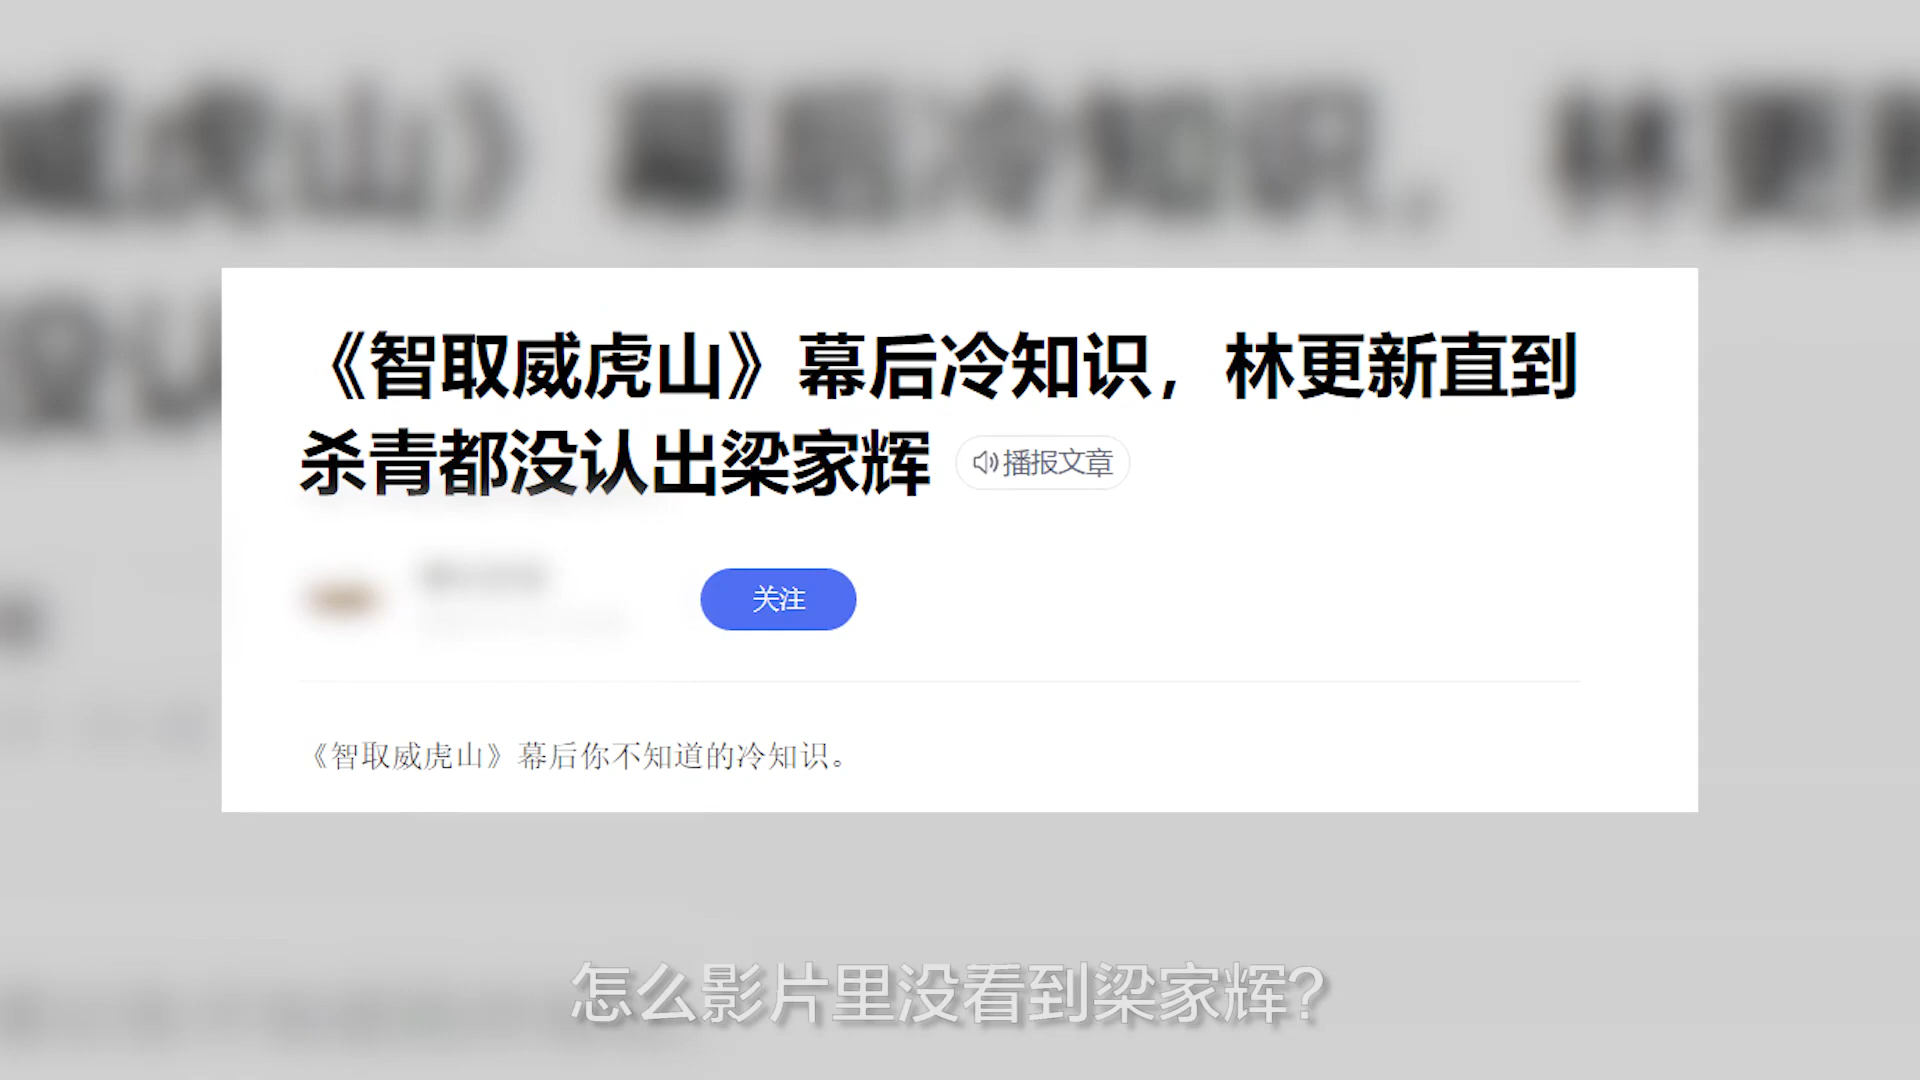 《智取威虎山》幕后冷知识，林更新直到
杀青都没认出梁家辉 播报文章
关注
《智取威虎山》幕后你不知道的冷知识。
怎么影片里没看到梁家辉？